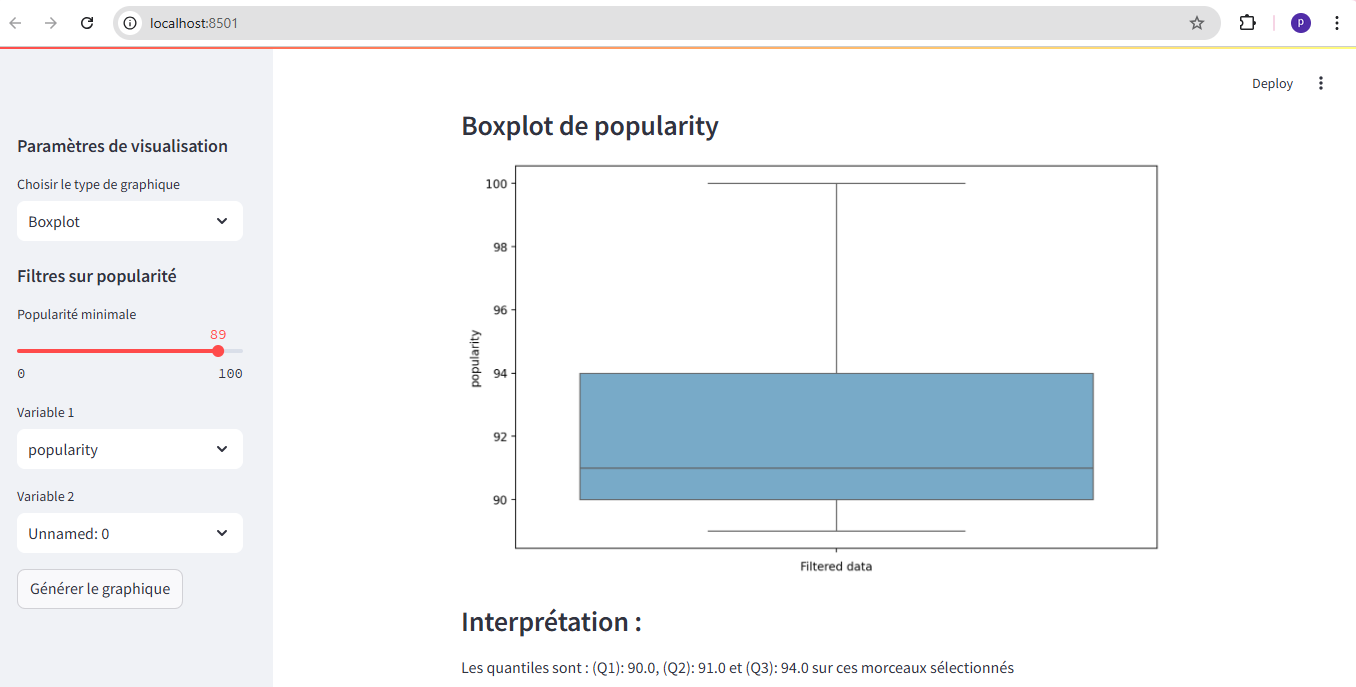 localhost:8501
p
Deploy
Paramètres de visualisation
Choisir le type de graphique
Boxplot
Filtres sur popularité
Popularité minimale
89
0 100
Variable 1
popularity
Variable 2
Unnamed: 0
Générer le graphique
Boxplot de popularity
100
98
96
94
92
90
popularity
Filtered data
Interprétation :
Les quantiles sont : (Q1): 90.0, (Q2): 91.0 et (Q3): 94.0 sur ces morceaux sélectionnés